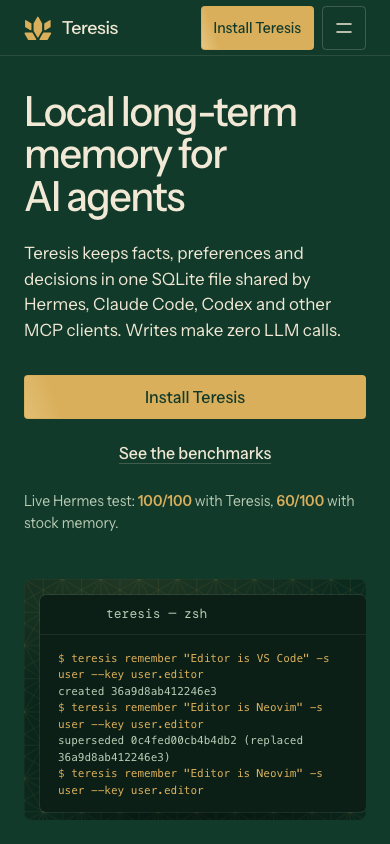 Teresis
Install Teresis
Local long-term
memory for
AI agents
Teresis keeps facts, preferences and
decisions in one SQLite file shared by
Hermes, Claude Code, Codex and other
MCP clients. Writes make zero LLM calls.
Install Teresis
See the benchmarks
Live Hermes test: 100/100 with Teresis, 60/100 with
stock memory.
teresis — zsh
$ teresis remember "Editor is VS Code" -s
user --key user.editor
created 36a9d8ab412246e3
$ teresis remember "Editor is Neovim" -s
user --key user.editor
superseded 0c4fed00cb4b4db2 (replaced
36a9d8ab412246e3)
$ teresis remember "Editor is Neovim" -s
user --key user.editor